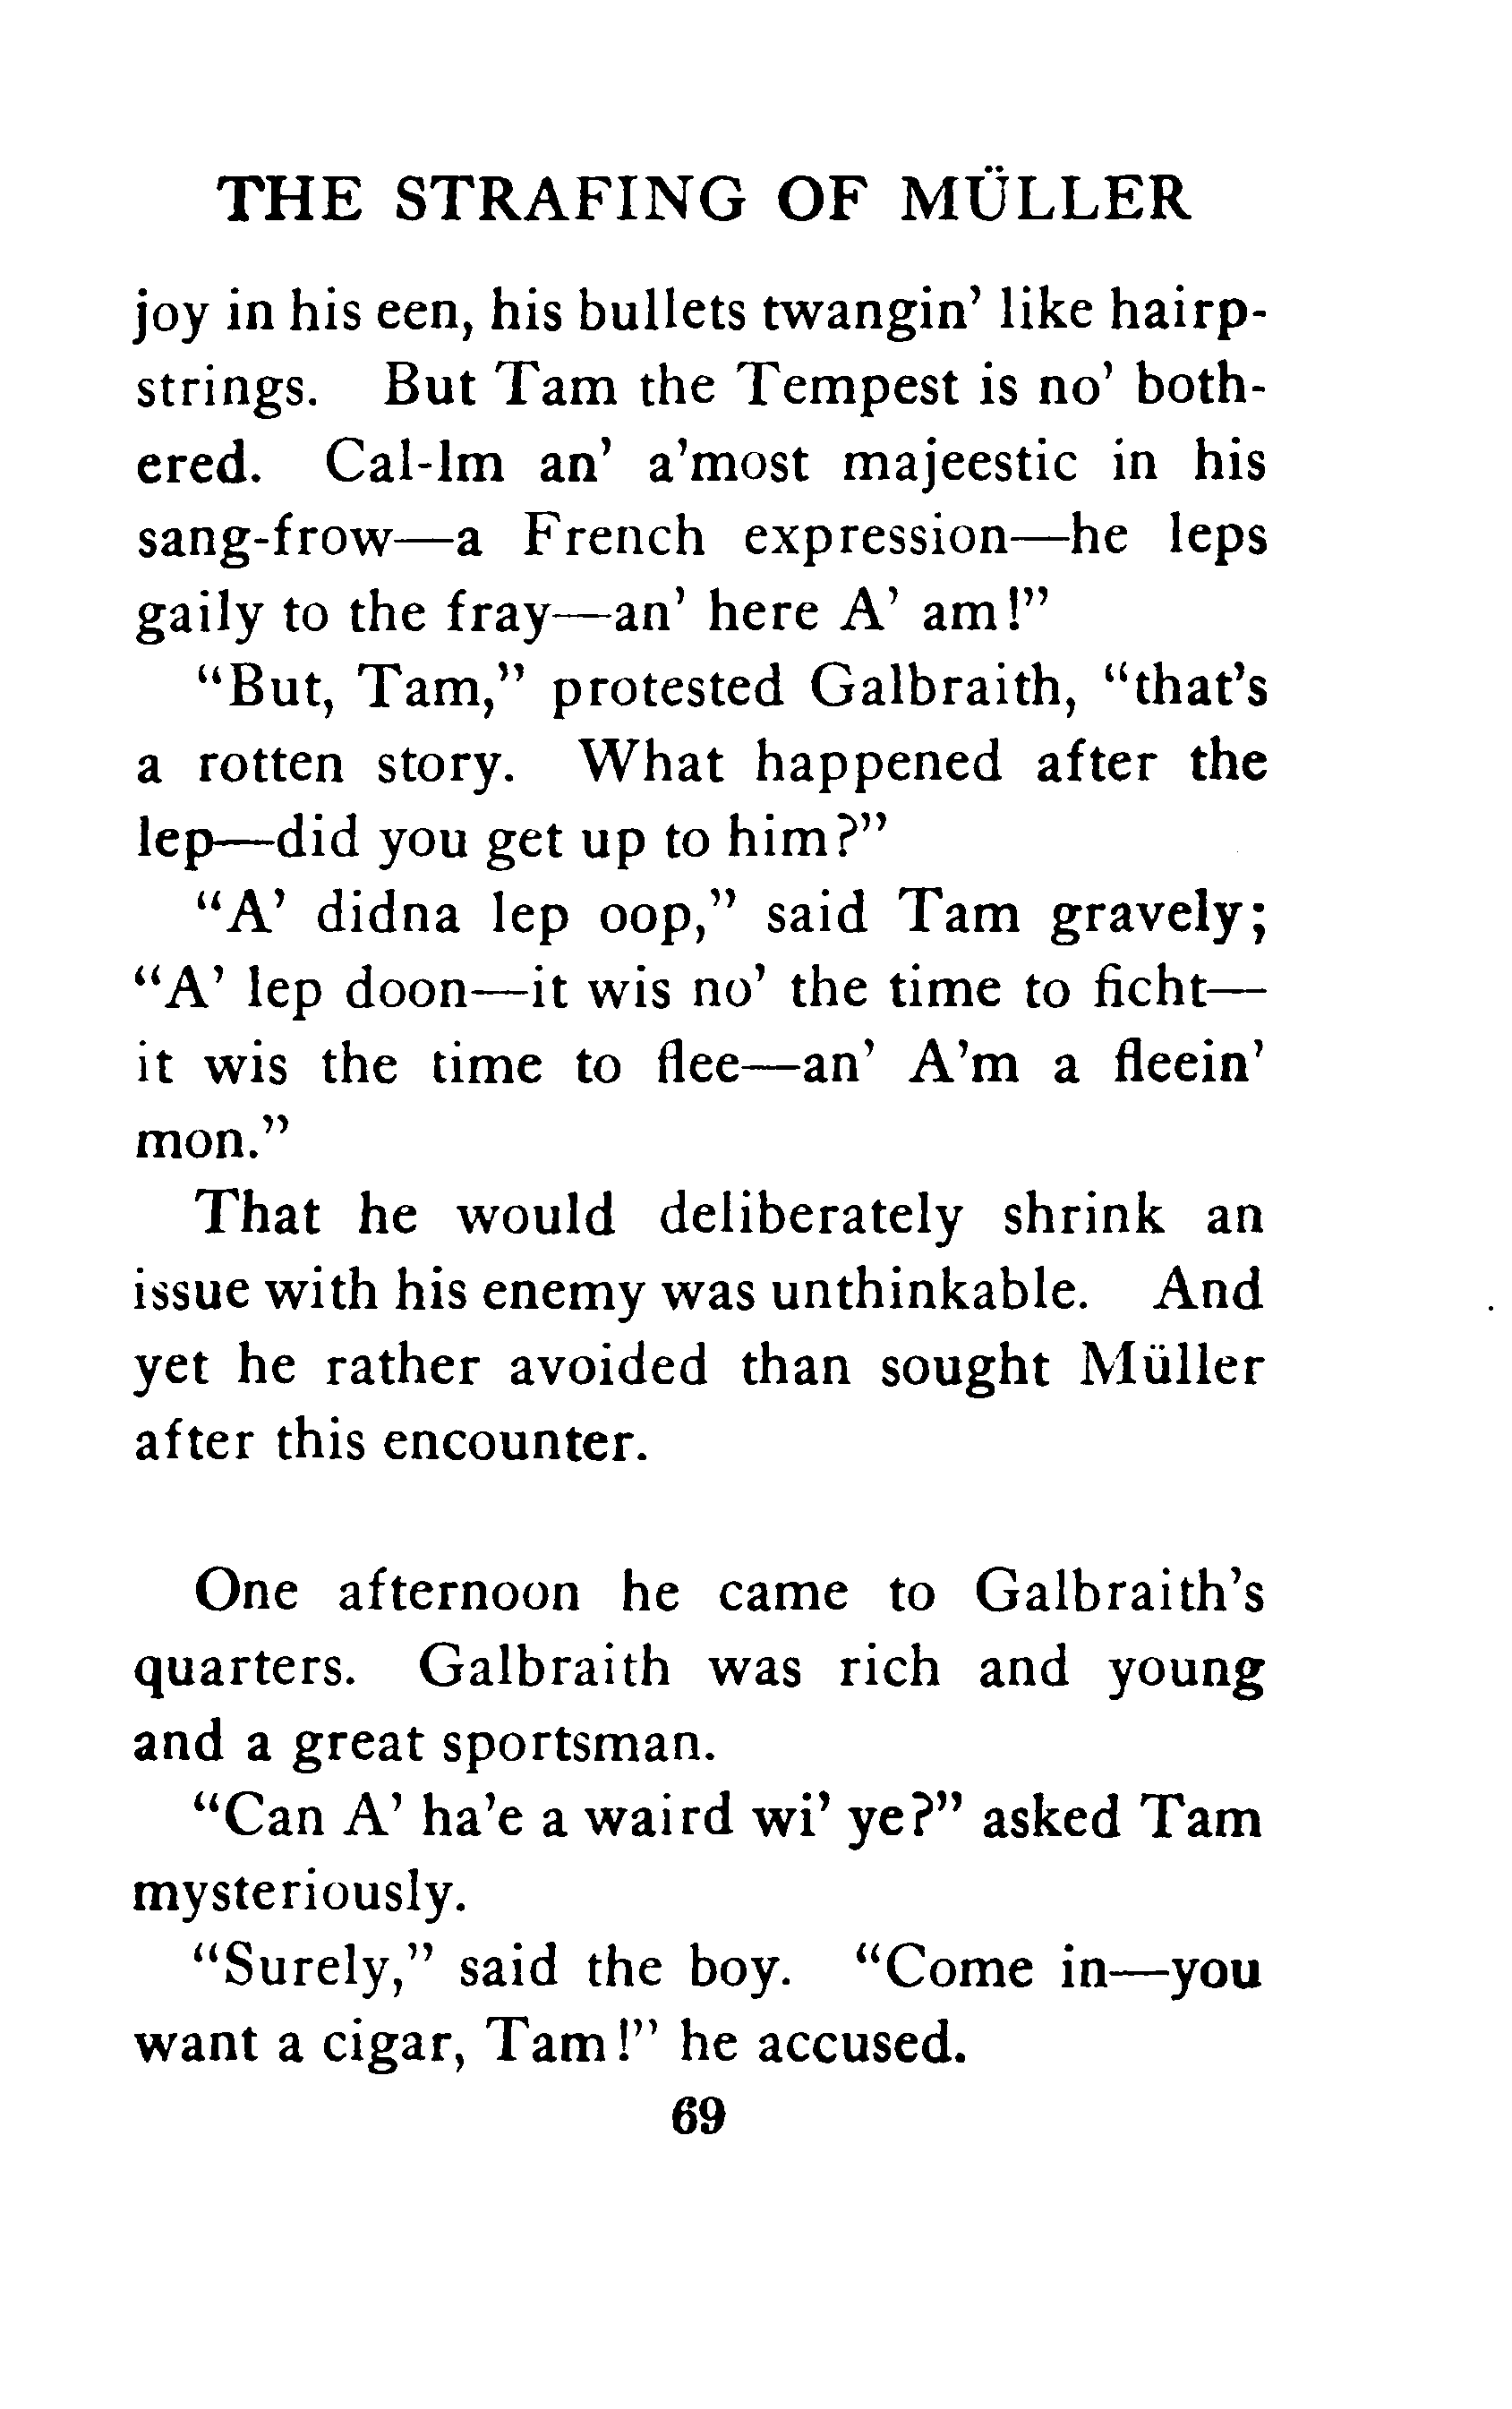 THE STRAFING OF MÜLLER
joy in his een, his bullets twangin' like hairp-
strings. But Tam the Tempest is no' both-
ered. Cal-lm an' a'most majeestic in his
sang-frow—a French expression—he leps
gaily to the fray—an' here A' am!”
“But, Tam,” protested Galbraith, “that's
a rotten story. What happened after the
lep—did you get up to him?”
“A' didna lep oop,” said Tam gravely;
“A' lep doon—it wis no' the time to ficht—
it wis the time to flee—an' A'm a fleein'
mon.”
That he would deliberately shrink an
issue with his enemy was unthinkable. And
yet he rather avoided than sought Müller
after this encounter.
One afternoon he came to Galbraith's
quarters. Galbraith was rich and young
and a great sportsman.
“Can A' ha'e a waird wi' ye?” asked Tam
mysteriously.
“Surely,” said the boy. “Come in—you
want a cigar, Tam!” he accused.
69